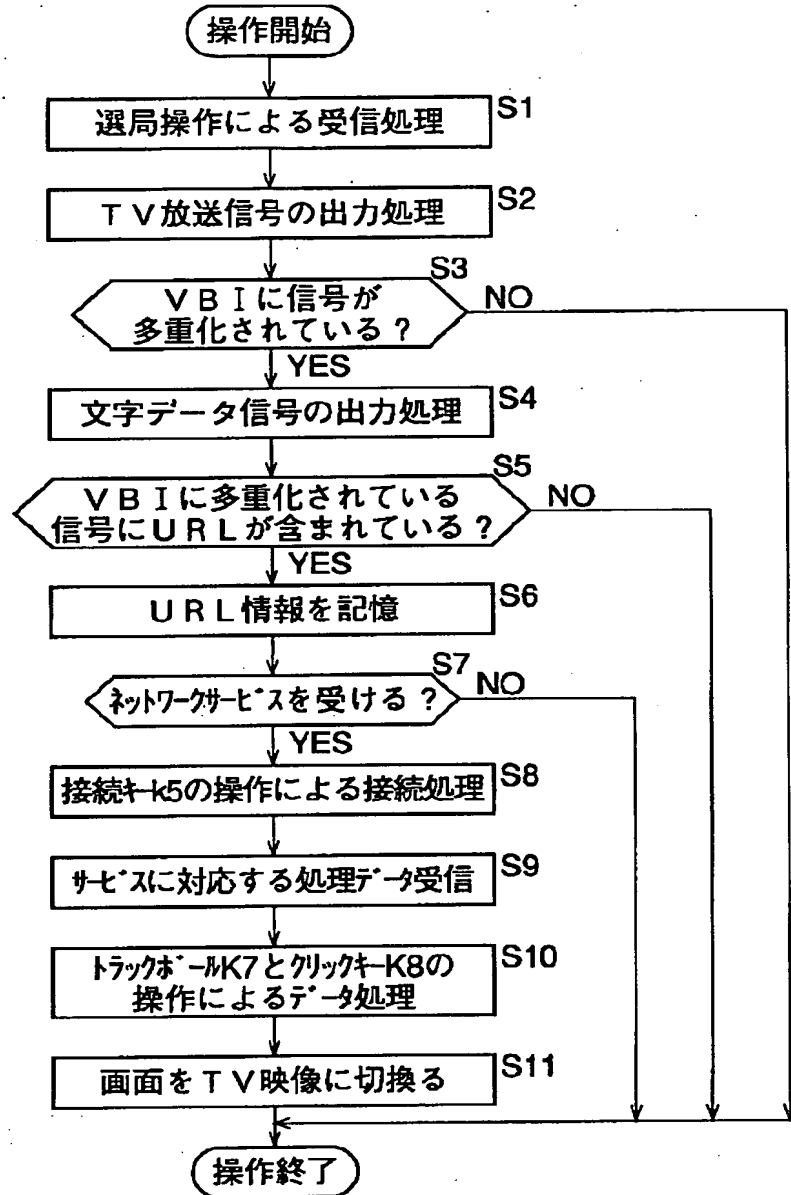 操作開始
選局操作による受信処理 S1
TV放送信号の出力処理 S2
S3
VBIに信号が
多重化されている? NO
YES
文字データ信号の出力処理 S4
S5
VBIに多重化されている
信号にURLが含まれている? NO
YES
URL情報を記憶 S6
S7
ネットワークサービスを受ける? NO
YES
接続キーk5の操作による接続処理 S8
サービスに対応する処理データ受信 S9
トラックボールK7とクリックキーK8の S10
操作によるデータ処理
画面をTV映像に切換る S11
操作終了